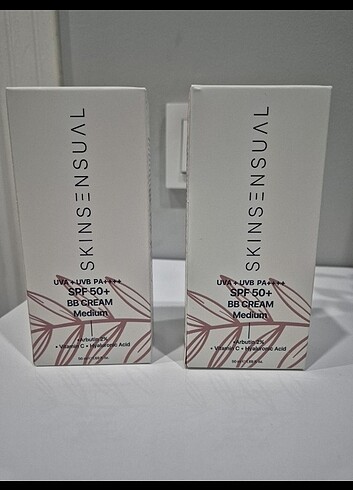 SKINSENSUAL
UVA + UVB PA++++
SPF 50+
BB CREAM
Medium
+Arbutin 2%
+ Vitamin C + Hyaluronic Acid
SKINSENSUAL
UVA + UVB PA++++
SPF 50+
BB CREAM
Medium
+Arbutin 2%
+ Vitamin C + Hyaluronic Acid